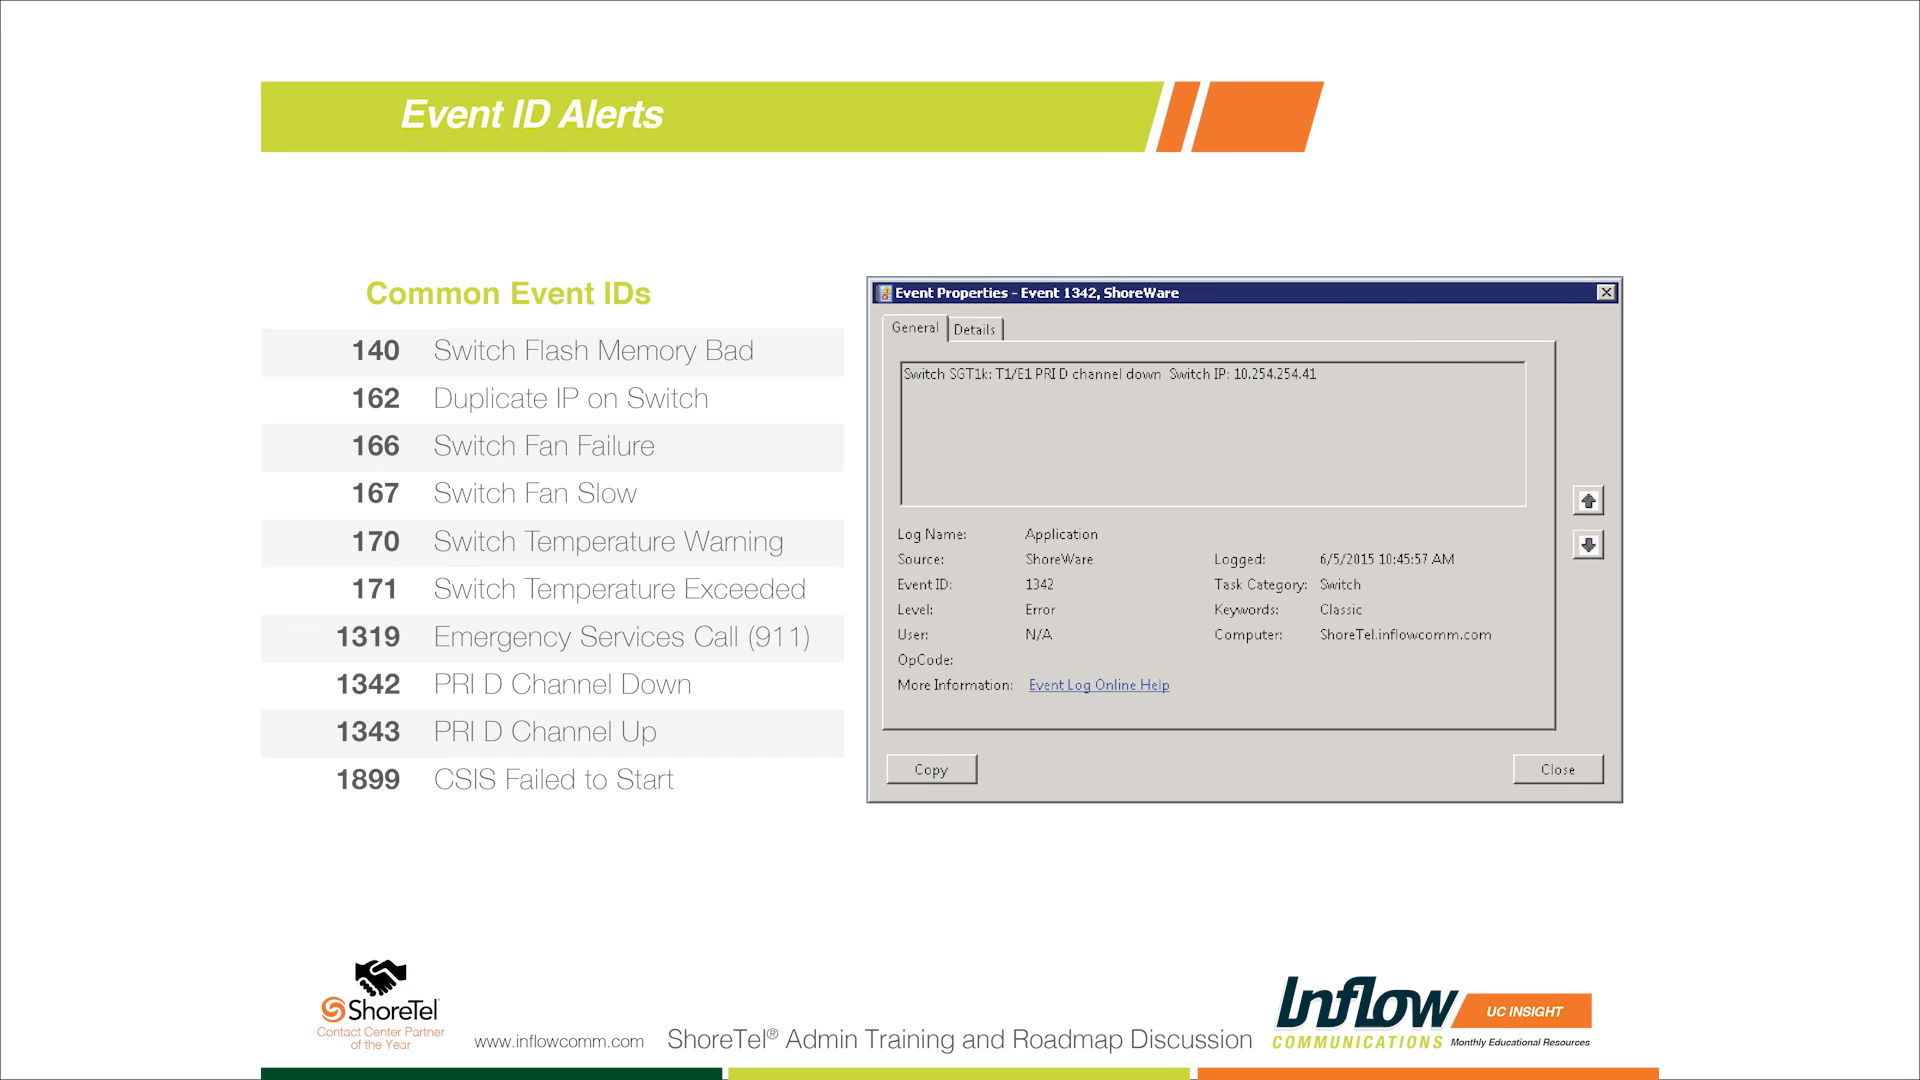 Event ID Alerts
Common Event IDs
140 Switch Flash Memory Bad
162 Duplicate IP on Switch
166 Switch Fan Failure
167 Switch Fan Slow
170 Switch Temperature Warning
171 Switch Temperature Exceeded
1319 Emergency Services Call (911)
1342 PRI D Channel Down
1343 PRI D Channel Up
1899 CSIS Failed to Start
Event Properties - Event 1342, ShoreWare
General Details
Switch SGT1k: T1/E1 PRI D channel down Switch IP: 10.254.254.41
Log Name: Application
Source: ShoreWare Logged: 6/5/2015 10:45:57 AM
Event ID: 1342 Task Category: Switch
Level: Error Keywords: Classic
User: N/A Computer: ShoreTel.inflowcomm.com
OpCode:
More Information: Event Log Online Help
Copy Close
ShoreTel
Contact Center Partner
of the Year
www.inflowcomm.com
ShoreTel® Admin Training and Roadmap Discussion
Inflow
COMMUNICATIONS
UC INSIGHT
Monthly Educational Resources